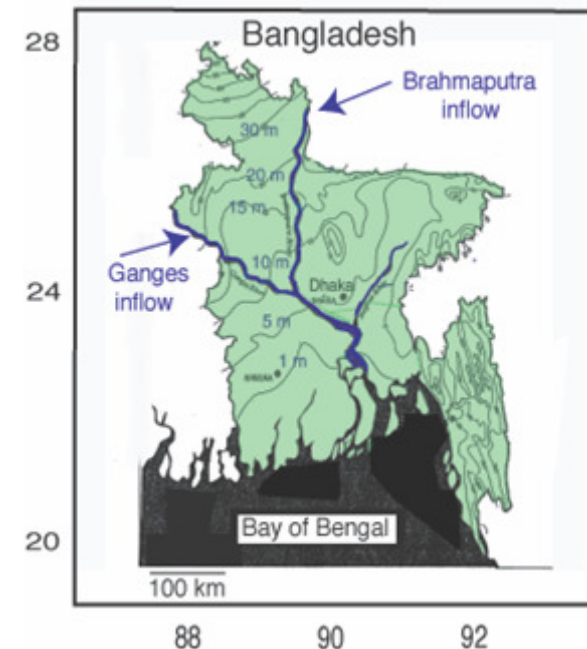 28
Bangladesh
Brahmaputra
inflow
30 m
20 m
15 m
Ganges
inflow
10 m
24
Dhaka
5 m
1 m
20
Bay of Bengal
100 km
88 90 92